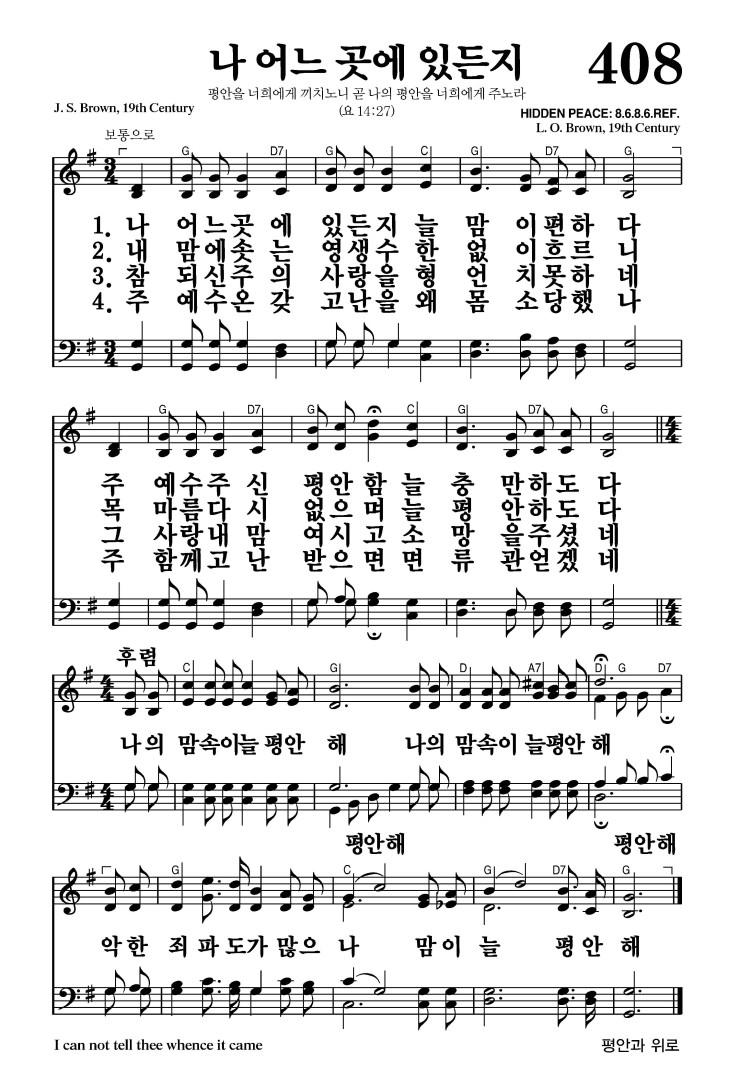 나 어느 곳에 있든지 408
평안을 너희에게 끼치노니 곧 나의 평안을 너희에게 주노라
(요 14:27)
J. S. Brown, 19th Century
HIDDEN PEACE: 8.6.8.6.REF.
L. O. Brown, 19th Century
보통으로
G D7 G C G D7 G
1. 나 어느곳에 있든지 늘 맘 이편하다
2. 내 맘에솟는 영생수 한 없이흐르니
3. 참 되신주의 사랑을 형 언 치못하네
4. 주 예수온갖 고난을 왜 몸 소당했나
G D7 G C G D7 G
주 예수주신 평안함 늘 충 만하도다
목 마름다시 없으며 늘 평 안하도다
그 사랑내맘 여시고 소 망 을주셨네
주 함께고난 받으면 면 류 관얻겠네
후렴
C G D A7 D G D7
나의 맘속이늘 평안 해 나의 맘속이 늘평안 해
평안해 평안해
G C G D7 G
악한 죄 파도가 많으나 맘이 늘 평안해
I can not tell thee whence it came
평안과 위로